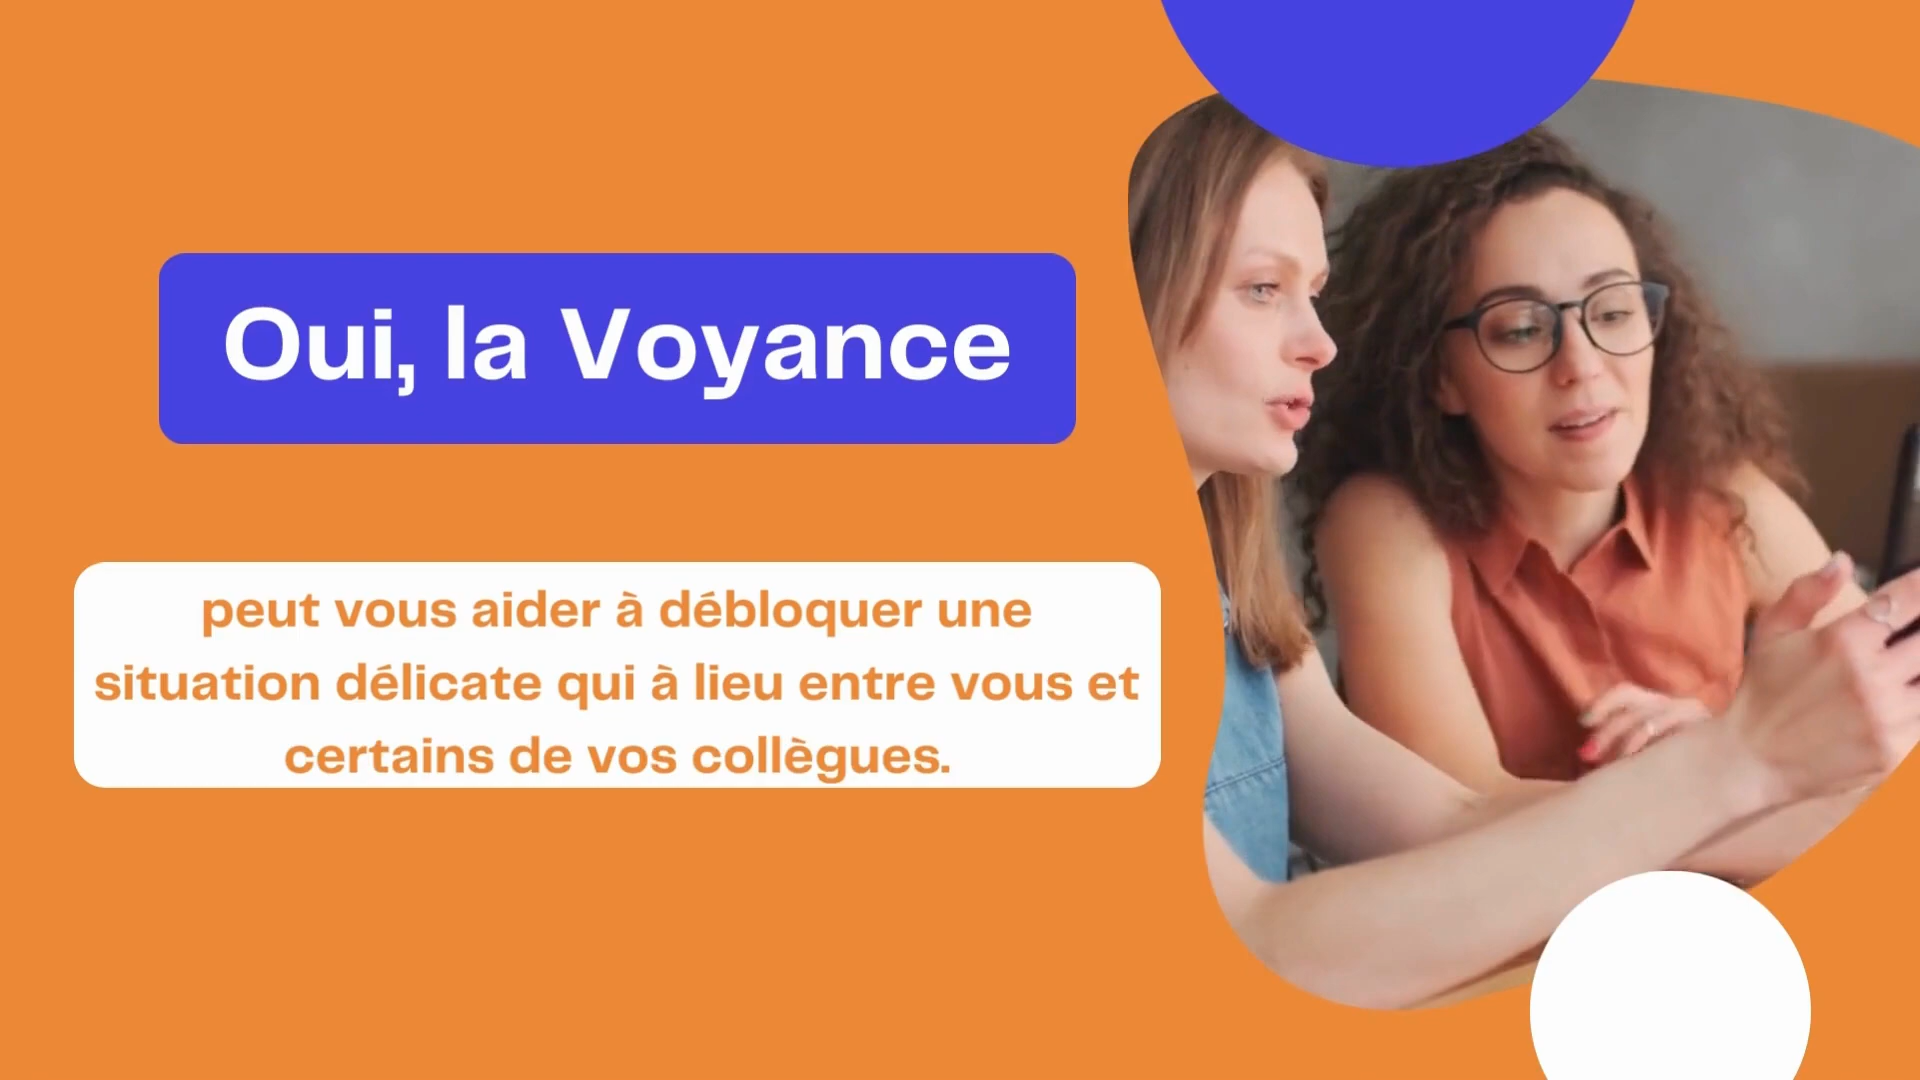 Oui, la Voyance
peut vous aider à débloquer une
situation délicate qui à lieu entre vous et
certains de vos collègues.